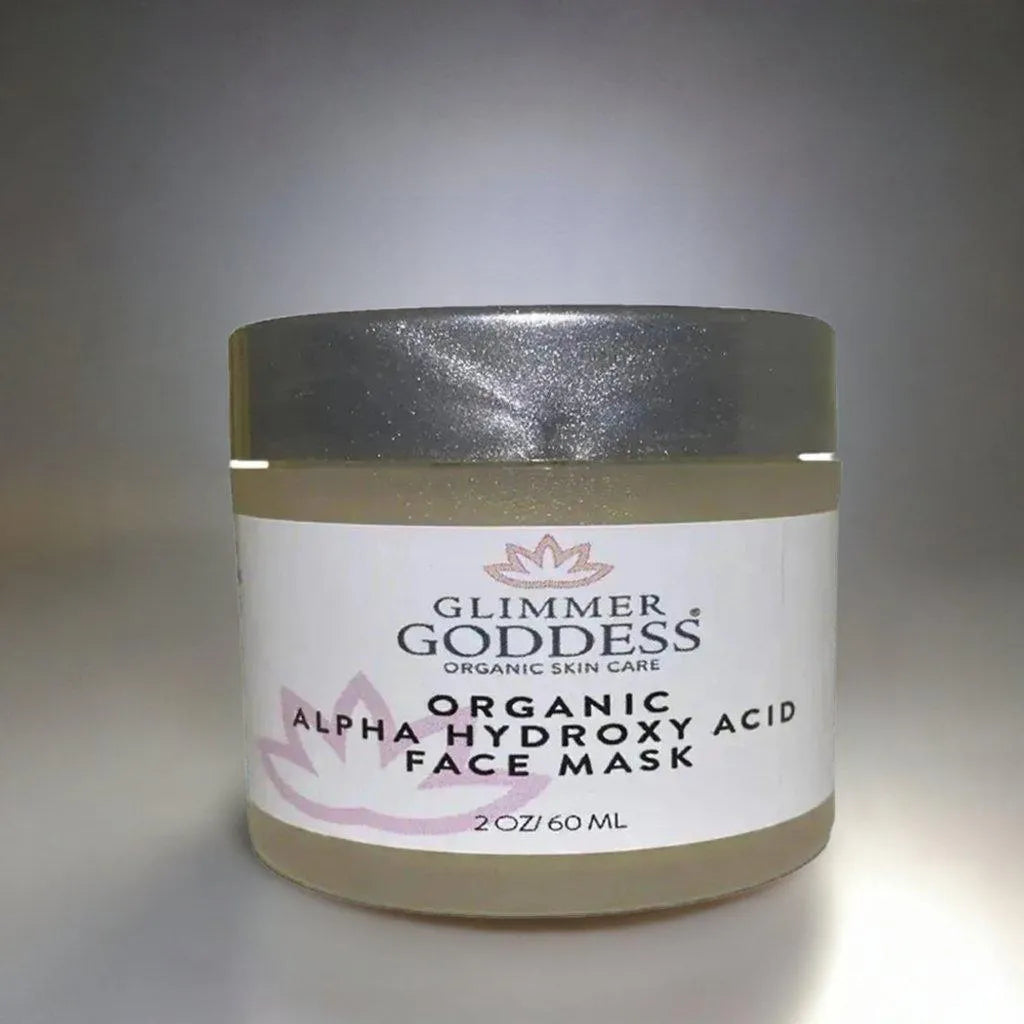 GLIMMER
GODDESS®
ORGANIC SKIN CARE
ORGANIC
ALPHA HYDROXY ACID
FACE MASK
2 OZ/ 60 ML